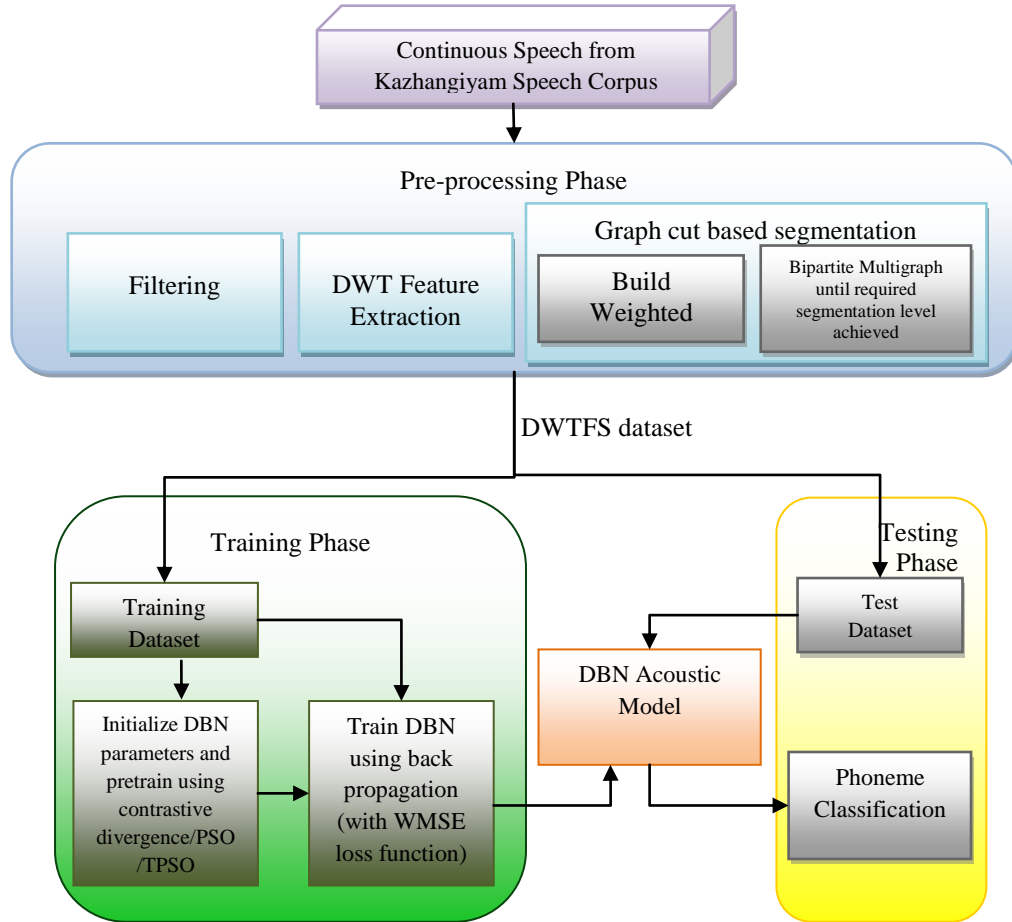 Continuous Speech from
Kazhangiyam Speech Corpus
Pre-processing Phase
Filtering
DWT Feature
Extraction
Graph cut based segmentation
Build
Weighted
Bipartite Multigraph
until required
segmentation level
achieved
DWTFS dataset
Training Phase
Training
Dataset
Initialize DBN
parameters and
pretrain using
contrastive
divergence/PSO
/TPSO
Train DBN
using back
propagation
(with WMSE
loss function)
DBN Acoustic
Model
Testing
Phase
Test
Dataset
Phoneme
Classification